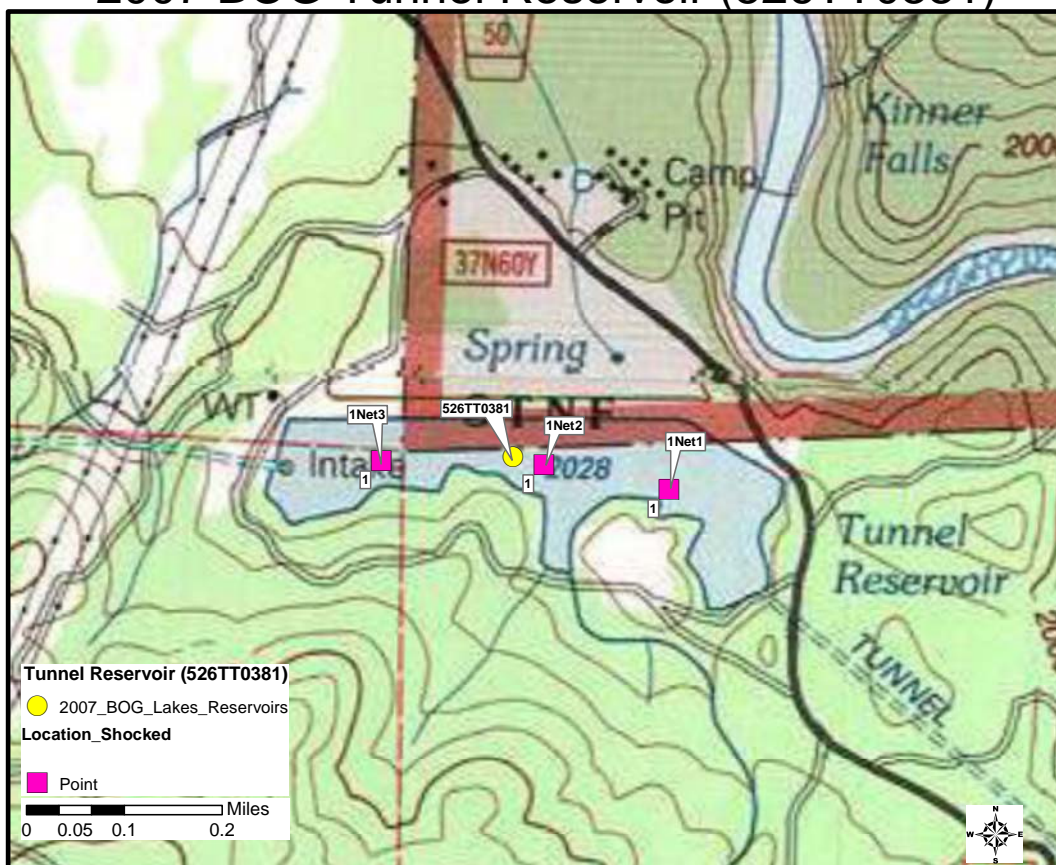 2007 BOG Tunnel Reservoir (526TT0381)
50
Kinner
Falls
200
Camp
P
Pit
37N60Y
Spring
WT
526TT0381
STNF
1Net3
1Net2
1Net1
Intake
2028
1
1
1
Tunnel
Reservoir
TUNNEL
Tunnel Reservoir (526TT0381)
2007_BOG_Lakes_Reservoirs
Location_Shocked
Point
Miles
0 0.05 0.1 0.2
N
W E
S